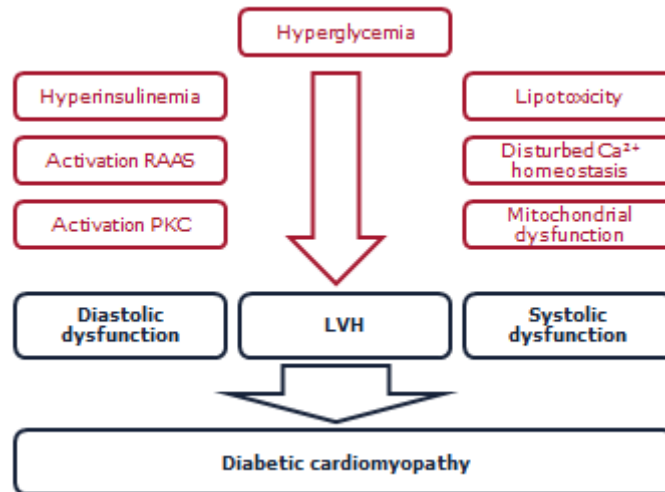 Hyperglycemia
Hyperinsulinemia
Lipotoxicity
Activation RAAS
Disturbed Ca²⁺
homeostasis
Activation PKC
Mitochondrial
dysfunction
Diastolic
dysfunction
LVH
Systolic
dysfunction
Diabetic cardiomyopathy